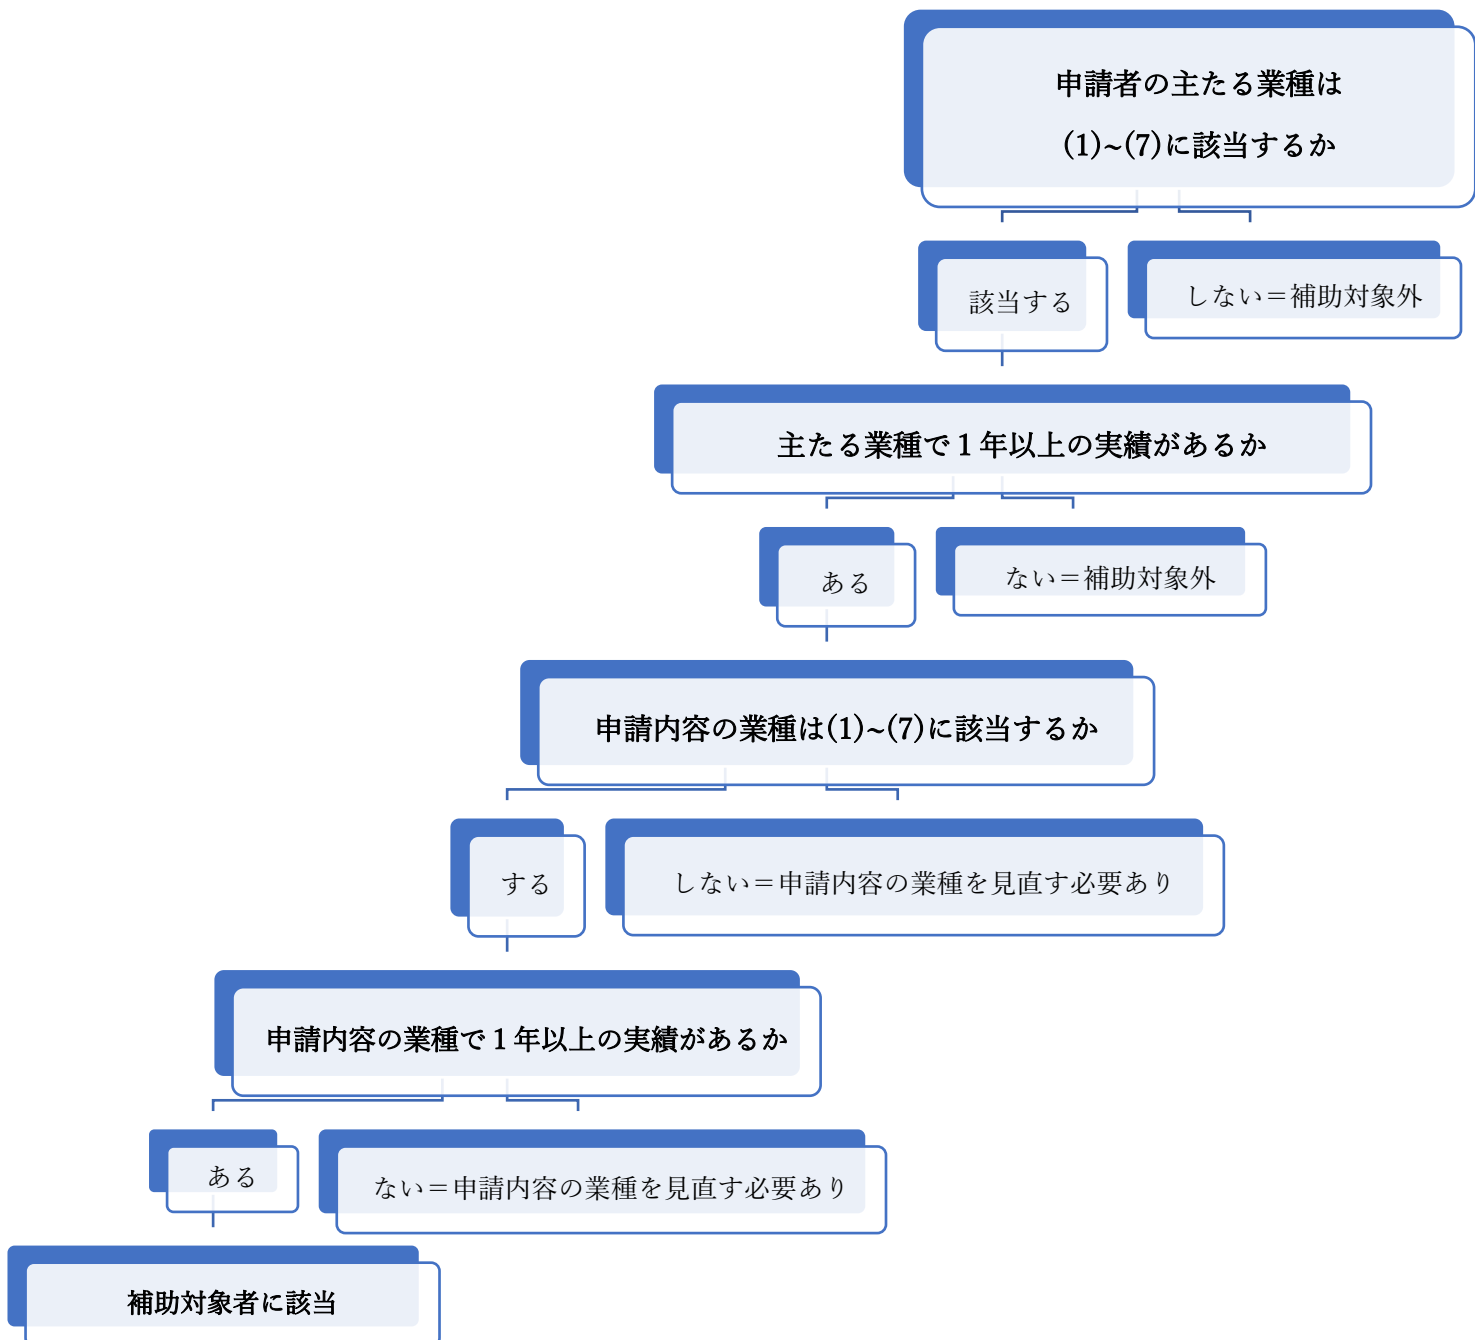 申請者の主たる業種は
(1)~(7)に該当するか
該当する
しない＝補助対象外
主たる業種で１年以上の実績があるか
ある
ない＝補助対象外
申請内容の業種は(1)~(7)に該当するか
する
しない＝申請内容の業種を見直す必要あり
申請内容の業種で１年以上の実績があるか
ある
ない＝申請内容の業種を見直す必要あり
補助対象者に該当